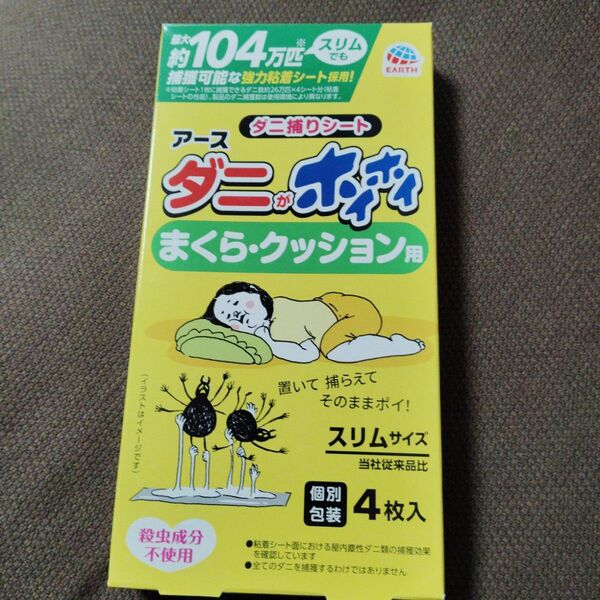 最大
約104万匹※
スリム
でも
捕獲可能な強力粘着シート採用!
※粘着シート1枚に捕獲できるダニ数約26万匹×4シート分(粘着
シートの性能)。製品のダニ捕獲数は使用環境により異なります。
EARTH
ダニ捕りシート
アース
ダニがホイホイ
まくら・クッション用
置いて 捕らえて
そのままポイ!
(イラストはイメージです)
スリムサイズ
当社従来品比
個別
包装
4枚入
殺虫成分
不使用
●粘着シート面における屋内塵性ダニ類の捕獲効果
を確認しています
●全てのダニを捕獲するわけではありません